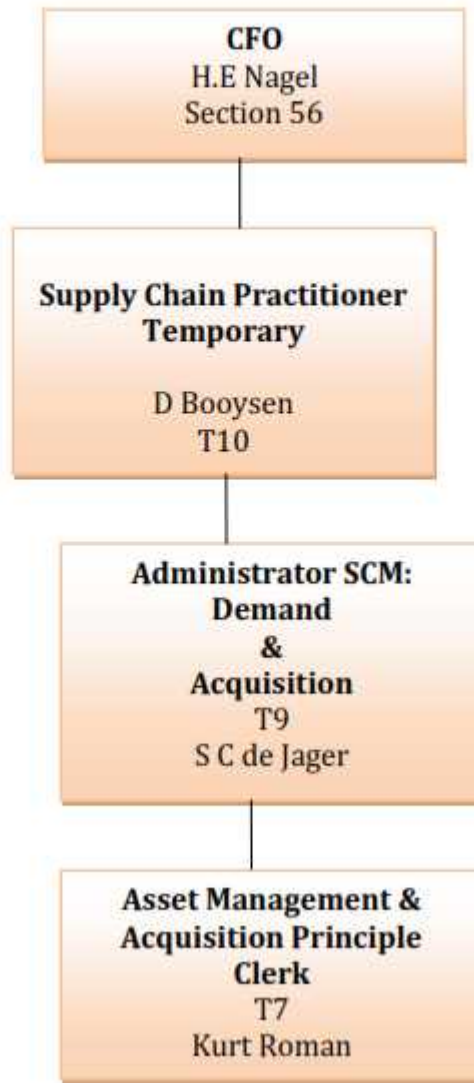 CFO
H.E Nagel
Section 56
Supply Chain Practitioner
Temporary
D Booysen
T10
Administrator SCM:
Demand
&
Acquisition
T9
S C de Jager
Asset Management &
Acquisition Principle
Clerk
T7
Kurt Roman